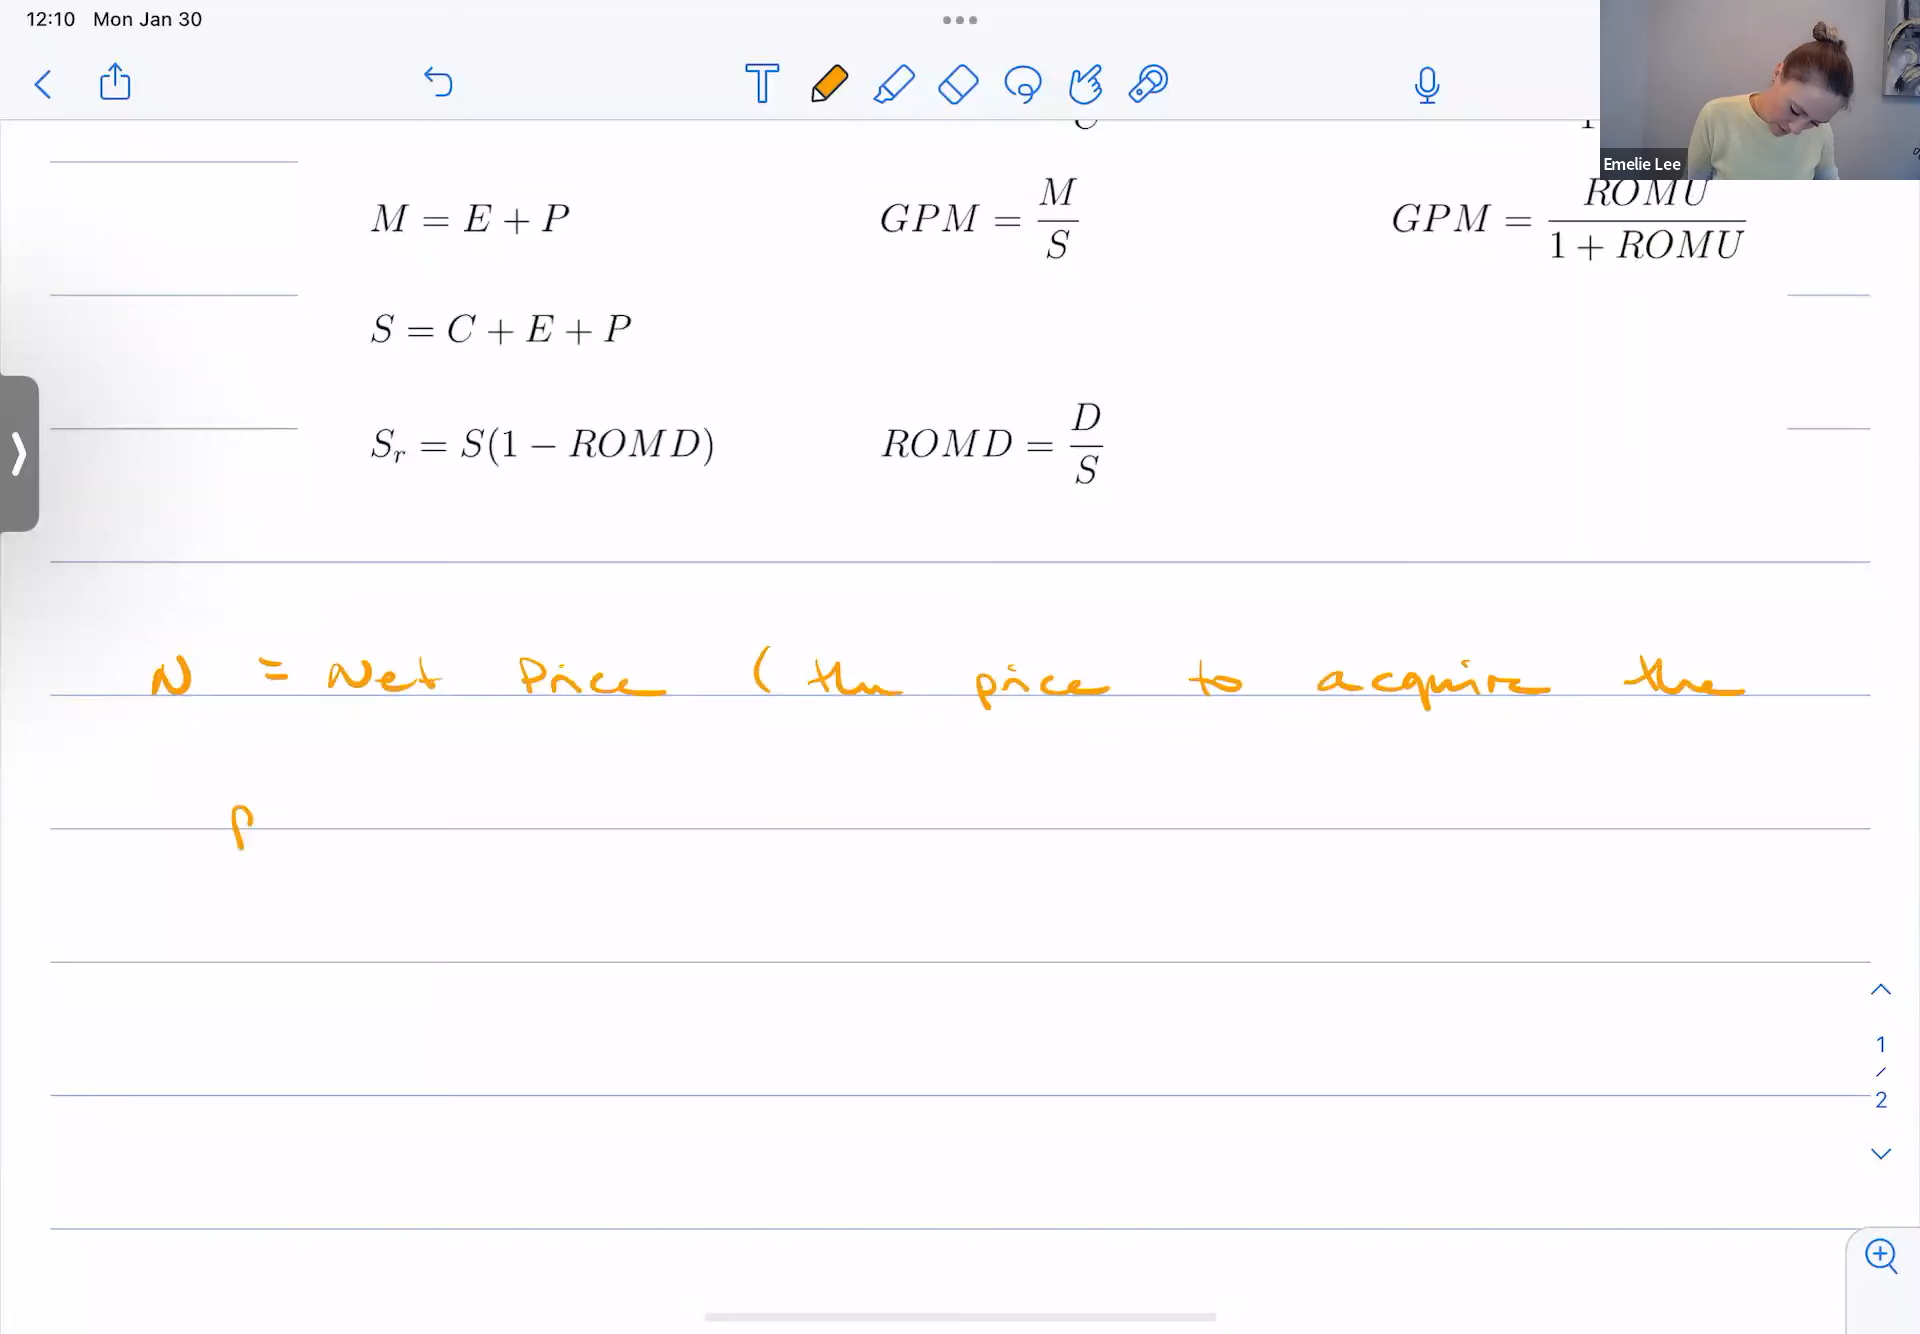 12:10 Mon Jan 30
Emelie Lee
M = E + P
GPM = M/S
GPM = ROMU/(1 + ROMU)
S = C + E + P
S_r = S(1 − ROMD)
ROMD = D/S
N = Net Price (the price to acquire the
p
1
/
2